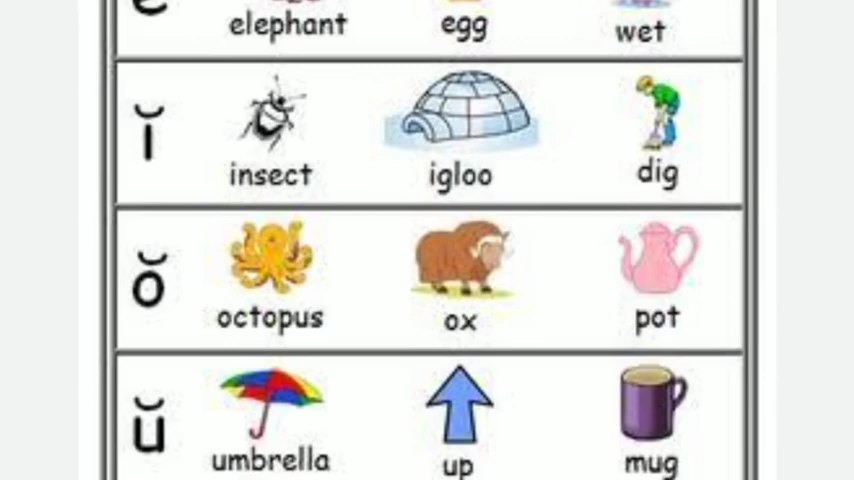 ĕ
elephant egg wet
ĭ
insect igloo dig
ŏ
octopus ox pot
ŭ
umbrella up mug